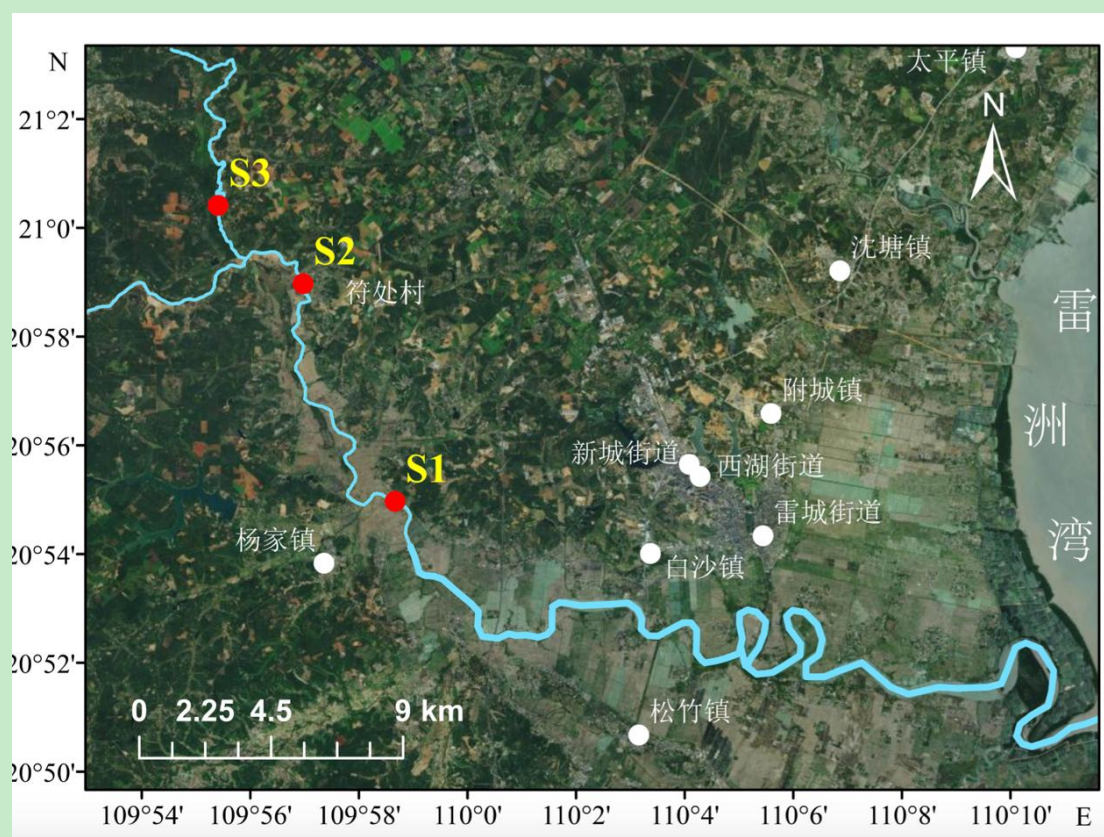 N
太平镇
N
21°2'
S3
21°0'
S2
沈塘镇
符处村
雷
洲
湾
20°58'
附城镇
20°56'
新城街道
西湖街道
S1
雷城街道
杨家镇
20°54'
白沙镇
20°52'
松竹镇
0 2.25 4.5 9 km
20°50'
109°54' 109°56' 109°58' 110°0' 110°2' 110°4' 110°6' 110°8' 110°10' E